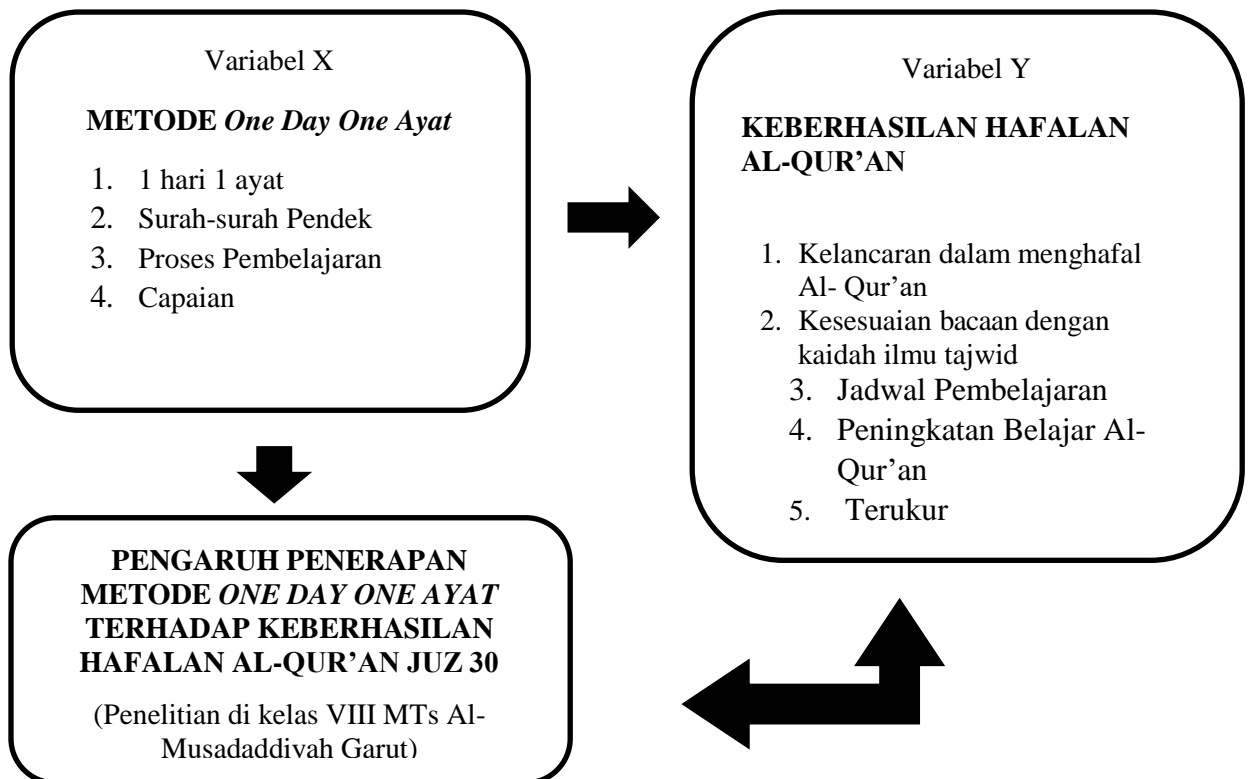 Variabel X
METODE One Day One Ayat
1. 1 hari 1 ayat
2. Surah-surah Pendek
3. Proses Pembelajaran
4. Capaian
Variabel Y
KEBERHASILAN HAFALAN
AL-QUR’AN
1. Kelancaran dalam menghafal
Al- Qur’an
2. Kesesuaian bacaan dengan
kaidah ilmu tajwid
3. Jadwal Pembelajaran
4. Peningkatan Belajar Al-
Qur’an
5. Terukur
PENGARUH PENERAPAN
METODE ONE DAY ONE AYAT
TERHADAP KEBERHASILAN
HAFALAN AL-QUR’AN JUZ 30
(Penelitian di kelas VIII MTs Al-
Musadaddiyah Garut)